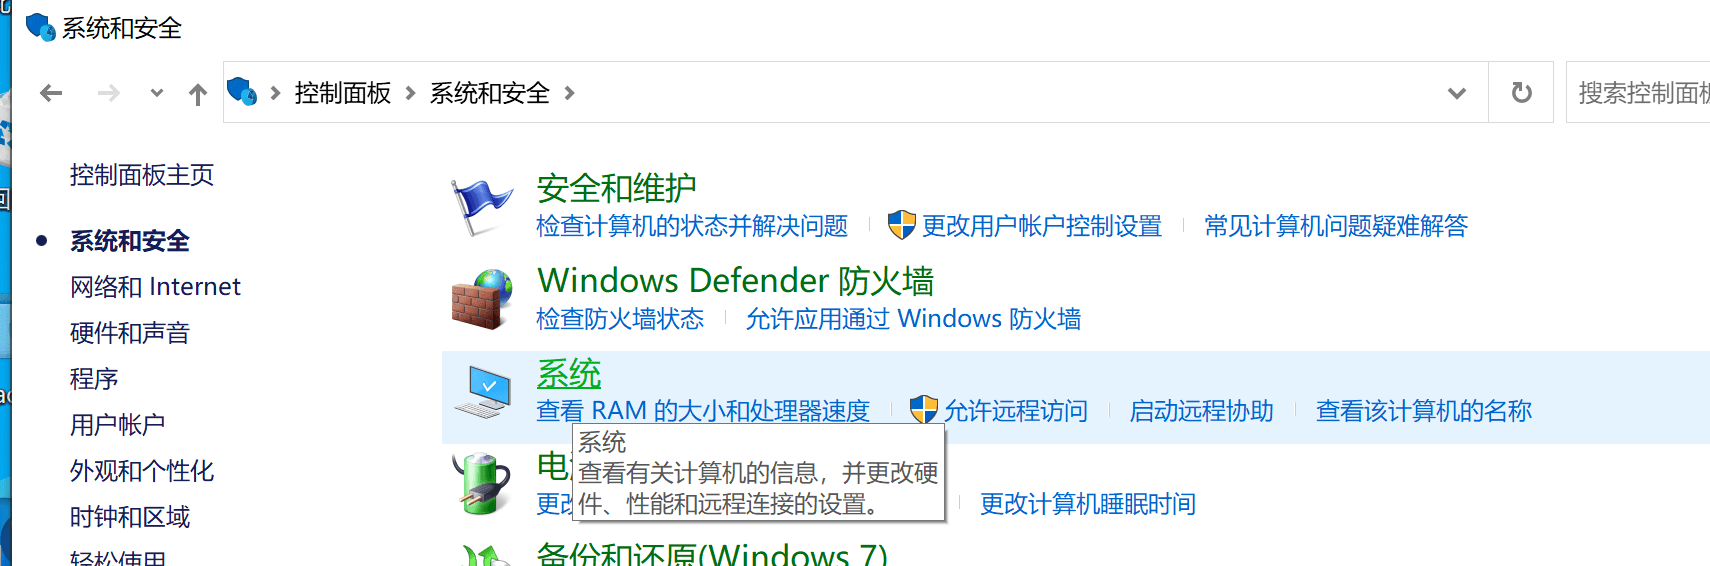 系统和安全
控制面板 系统和安全
搜索控制面板
控制面板主页
系统和安全
网络和 Internet
硬件和声音
程序
用户帐户
外观和个性化
时钟和区域
轻松使用
安全和维护
检查计算机的状态并解决问题 更改用户帐户控制设置 常见计算机问题疑难解答
Windows Defender 防火墙
检查防火墙状态 允许应用通过 Windows 防火墙
系统
查看 RAM 的大小和处理器速度 允许远程访问 启动远程协助 查看该计算机的名称
系统
查看有关计算机的信息，并更改硬
件、性能和远程连接的设置。
电
更改 更改计算机睡眠时间
备份和还原(Windows 7)